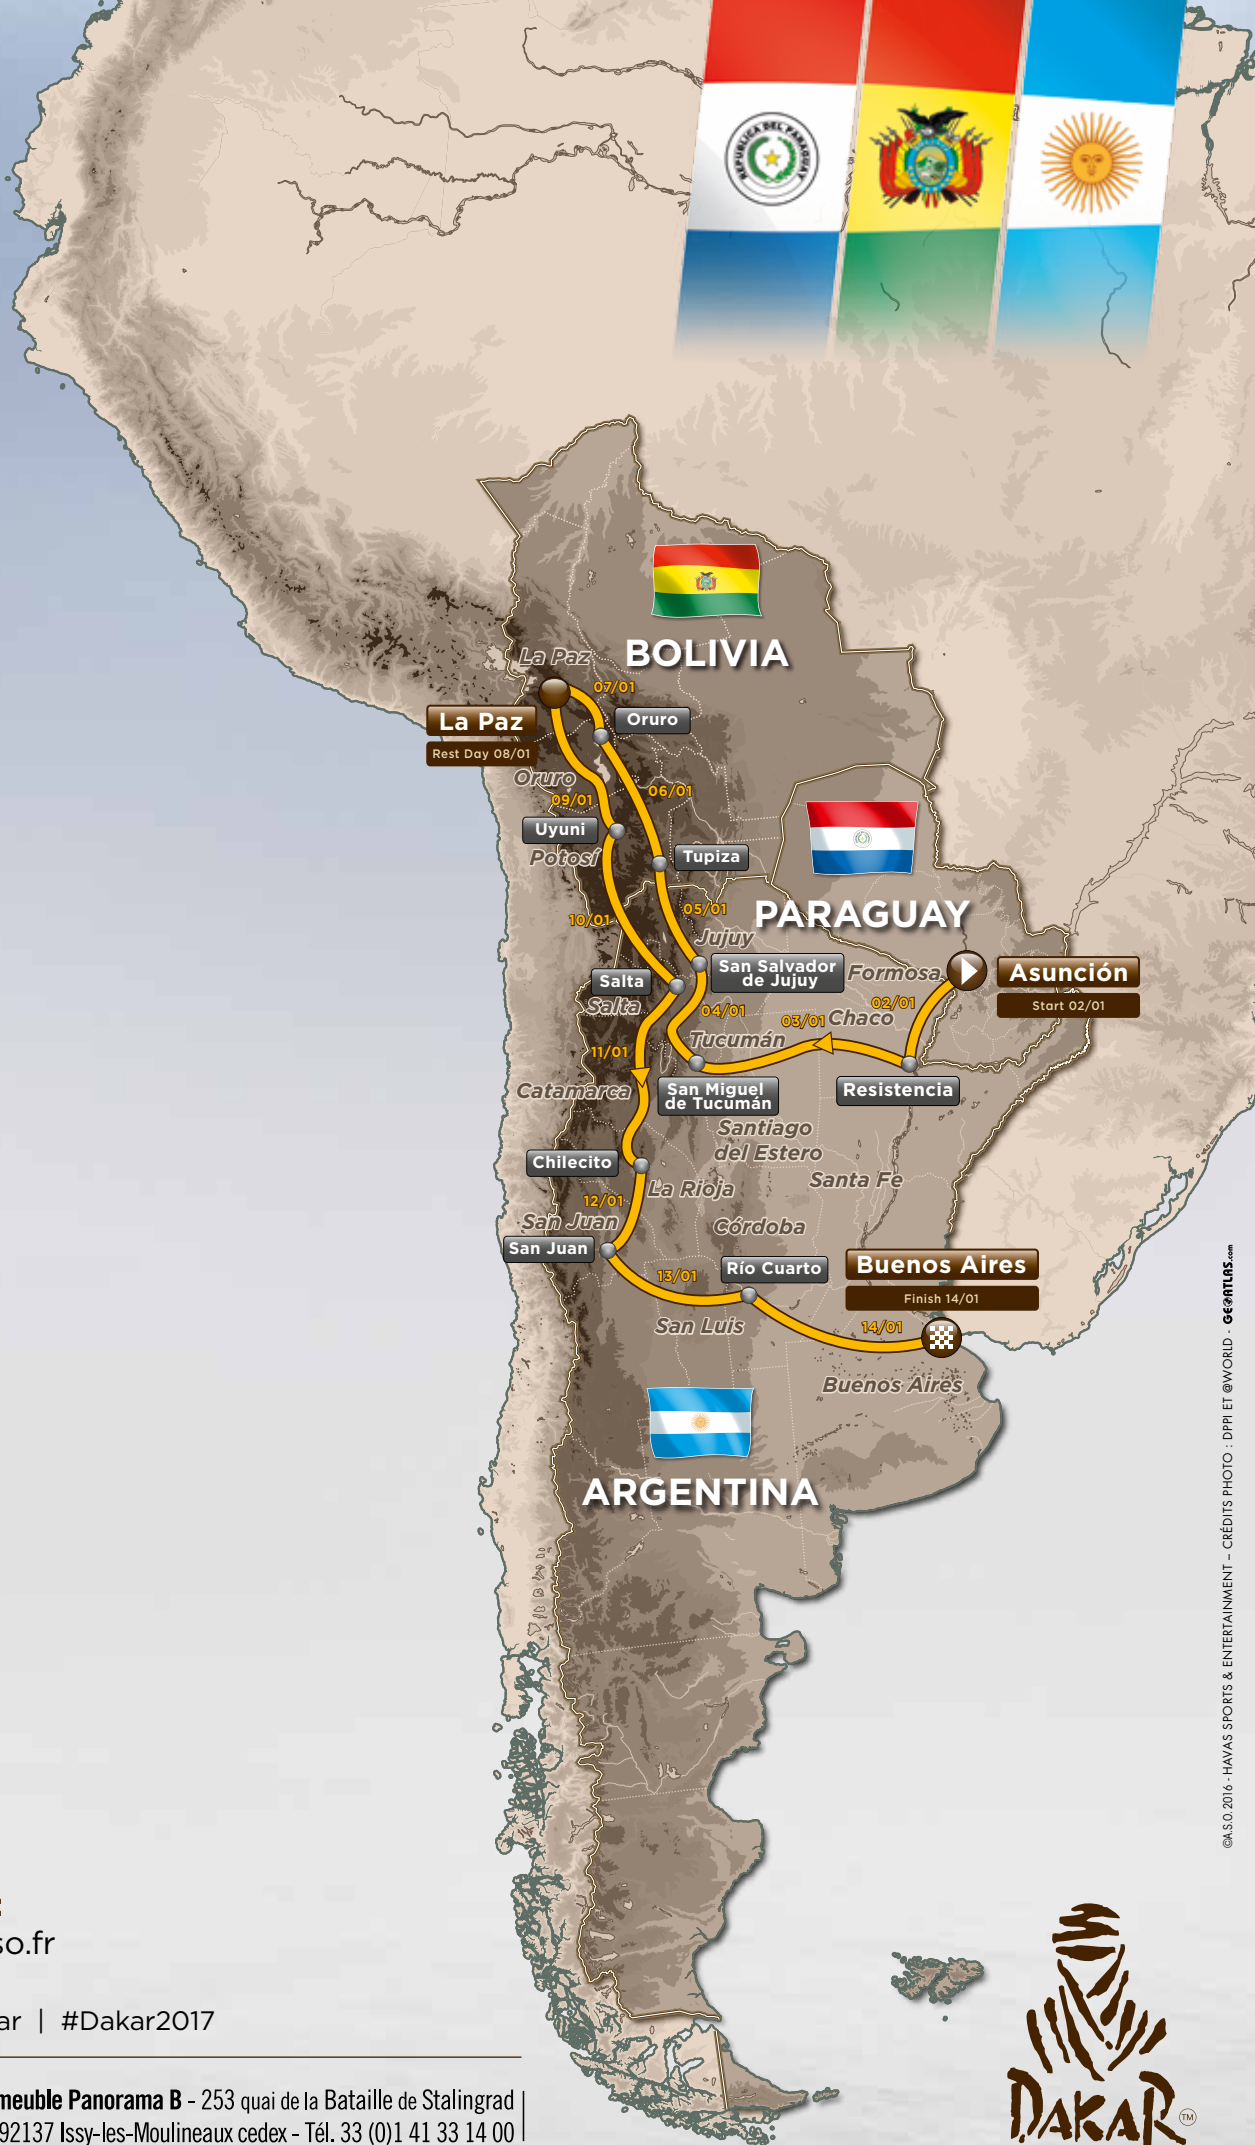 REPUBLICA DEL PARAGUAY
BOLIVIA
La Paz
07/01
La Paz
Rest Day 08/01
Oruro
Oruro
06/01
09/01
Uyuni
Potosí
Tupiza
10/01
05/01
PARAGUAY
Jujuy
San Salvador
de Jujuy
Formosa
Asunción
Start 02/01
Salta
Salta
04/01
02/01
03/01
Chaco
Tucumán
11/01
Catamarca
San Miguel
de Tucumán
Resistencia
Santiago
del Estero
Chilecito
La Rioja
Santa Fe
12/01
San Juan
San Juan
Córdoba
13/01
Río Cuarto
Buenos Aires
Finish 14/01
San Luis
14/01
Buenos Aires
ARGENTINA
©A.S.O. 2016 - HAVAS SPORTS & ENTERTAINMENT – CRÉDITS PHOTO : DPPI ET @WORLD - GEOATLAS.com
:
so.fr
ar | #Dakar2017
meuble Panorama B - 253 quai de la Bataille de Stalingrad
92137 Issy-les-Moulineaux cedex - Tél. 33 (0)1 41 33 14 00
DAKAR
TM